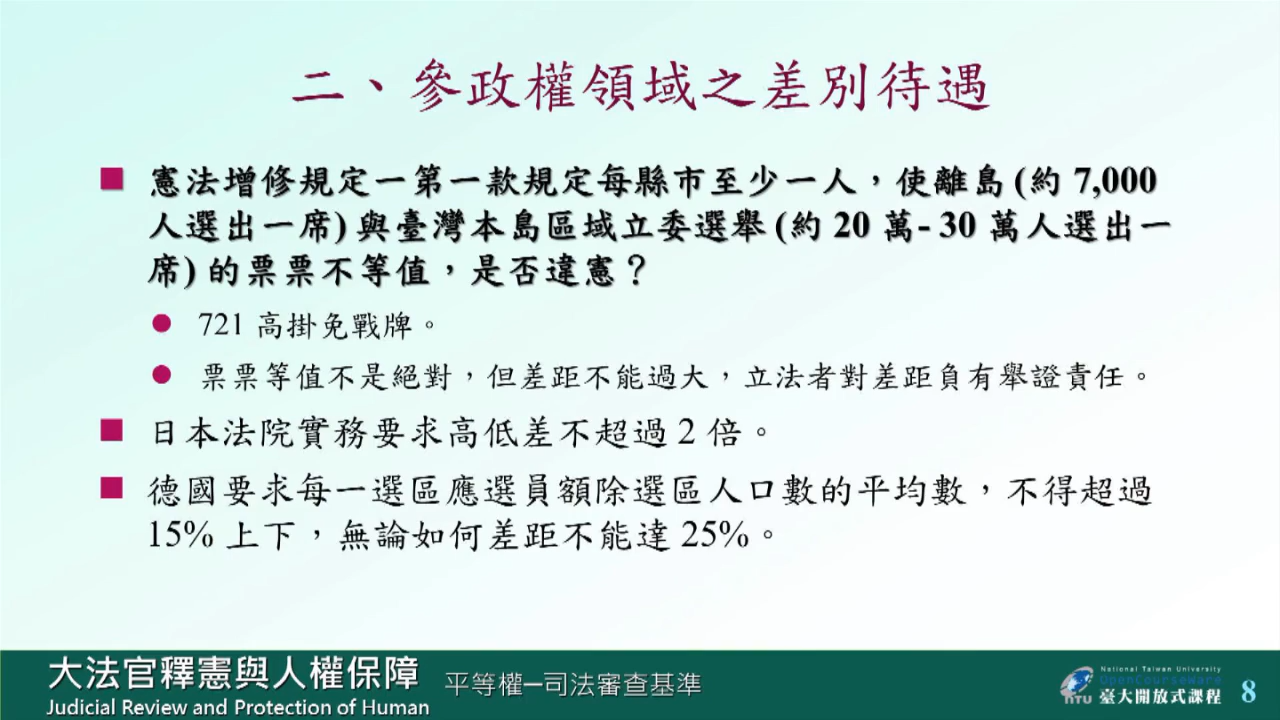 二、參政權領域之差別待遇
憲法增修規定一第一款規定每縣市至少一人，使離島 (約 7,000
人選出一席) 與臺灣本島區域立委選舉 (約 20 萬- 30 萬人選出一
席) 的票票不等值，是否違憲？
721 高掛免戰牌。
票票等值不是絕對，但差距不能過大，立法者對差距負有舉證責任。
日本法院實務要求高低差不超過 2 倍。
德國要求每一選區應選員額除選區人口數的平均數，不得超過
15% 上下，無論如何差距不能達 25%。
大法官釋憲與人權保障
Judicial Review and Protection of Human
平等權─司法審查基準
National Taiwan University
OpenCourseware
NTU 臺大開放式課程
8